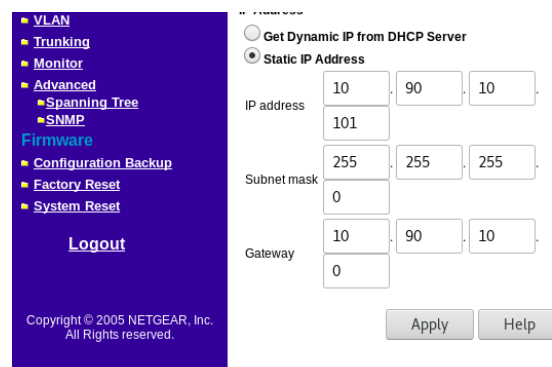 VLAN
Trunking
Monitor
Advanced
Spanning Tree
SNMP
Firmware
Configuration Backup
Factory Reset
System Reset
Logout
Copyright © 2005 NETGEAR, Inc.
All Rights reserved.
IP Address
Get Dynamic IP from DHCP Server
Static IP Address
IP address 10 . 90 . 10 .
101
Subnet mask 255 . 255 . 255 .
0
Gateway 10 . 90 . 10 .
0
Apply Help